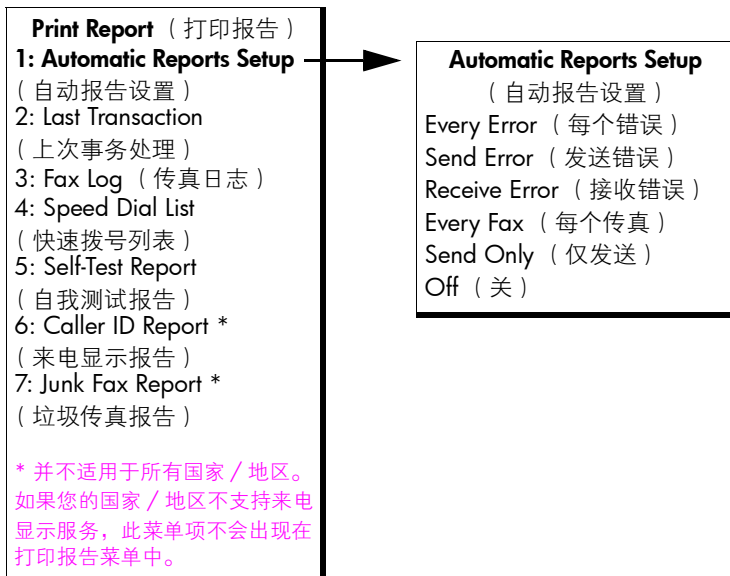 Print Report （打印报告）
1: Automatic Reports Setup
（自动报告设置）
2: Last Transaction
（上次事务处理）
3: Fax Log （传真日志）
4: Speed Dial List
（快速拨号列表）
5: Self-Test Report
（自我测试报告）
6: Caller ID Report *
（来电显示报告）
7: Junk Fax Report *
（垃圾传真报告）
* 并不适用于所有国家／地区。
如果您的国家／地区不支持来电
显示服务，此菜单项不会出现在
打印报告菜单中。
Automatic Reports Setup
（自动报告设置）
Every Error （每个错误）
Send Error （发送错误）
Receive Error （接收错误）
Every Fax （每个传真）
Send Only （仅发送）
Off （关）